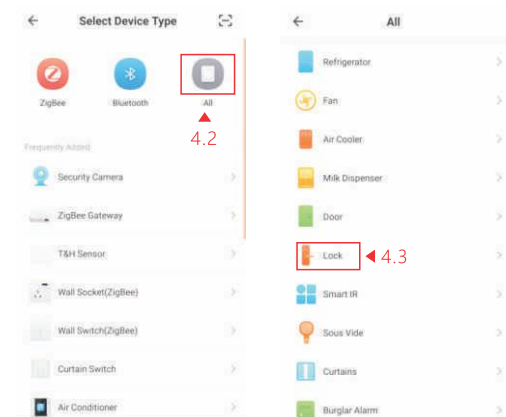 Select Device Type
ZigBee
Bluetooth
All
4.2
Frequently Added
Security Camera
ZigBee Gateway
T&H Sensor
Wall Socket(ZigBee)
Wall Switch(ZigBee)
Curtain Switch
Air Conditioner
All
Refrigerator
Fan
Air Cooler
Milk Dispenser
Door
Lock
4.3
Smart IR
Sous Vide
Curtains
Burglar Alarm